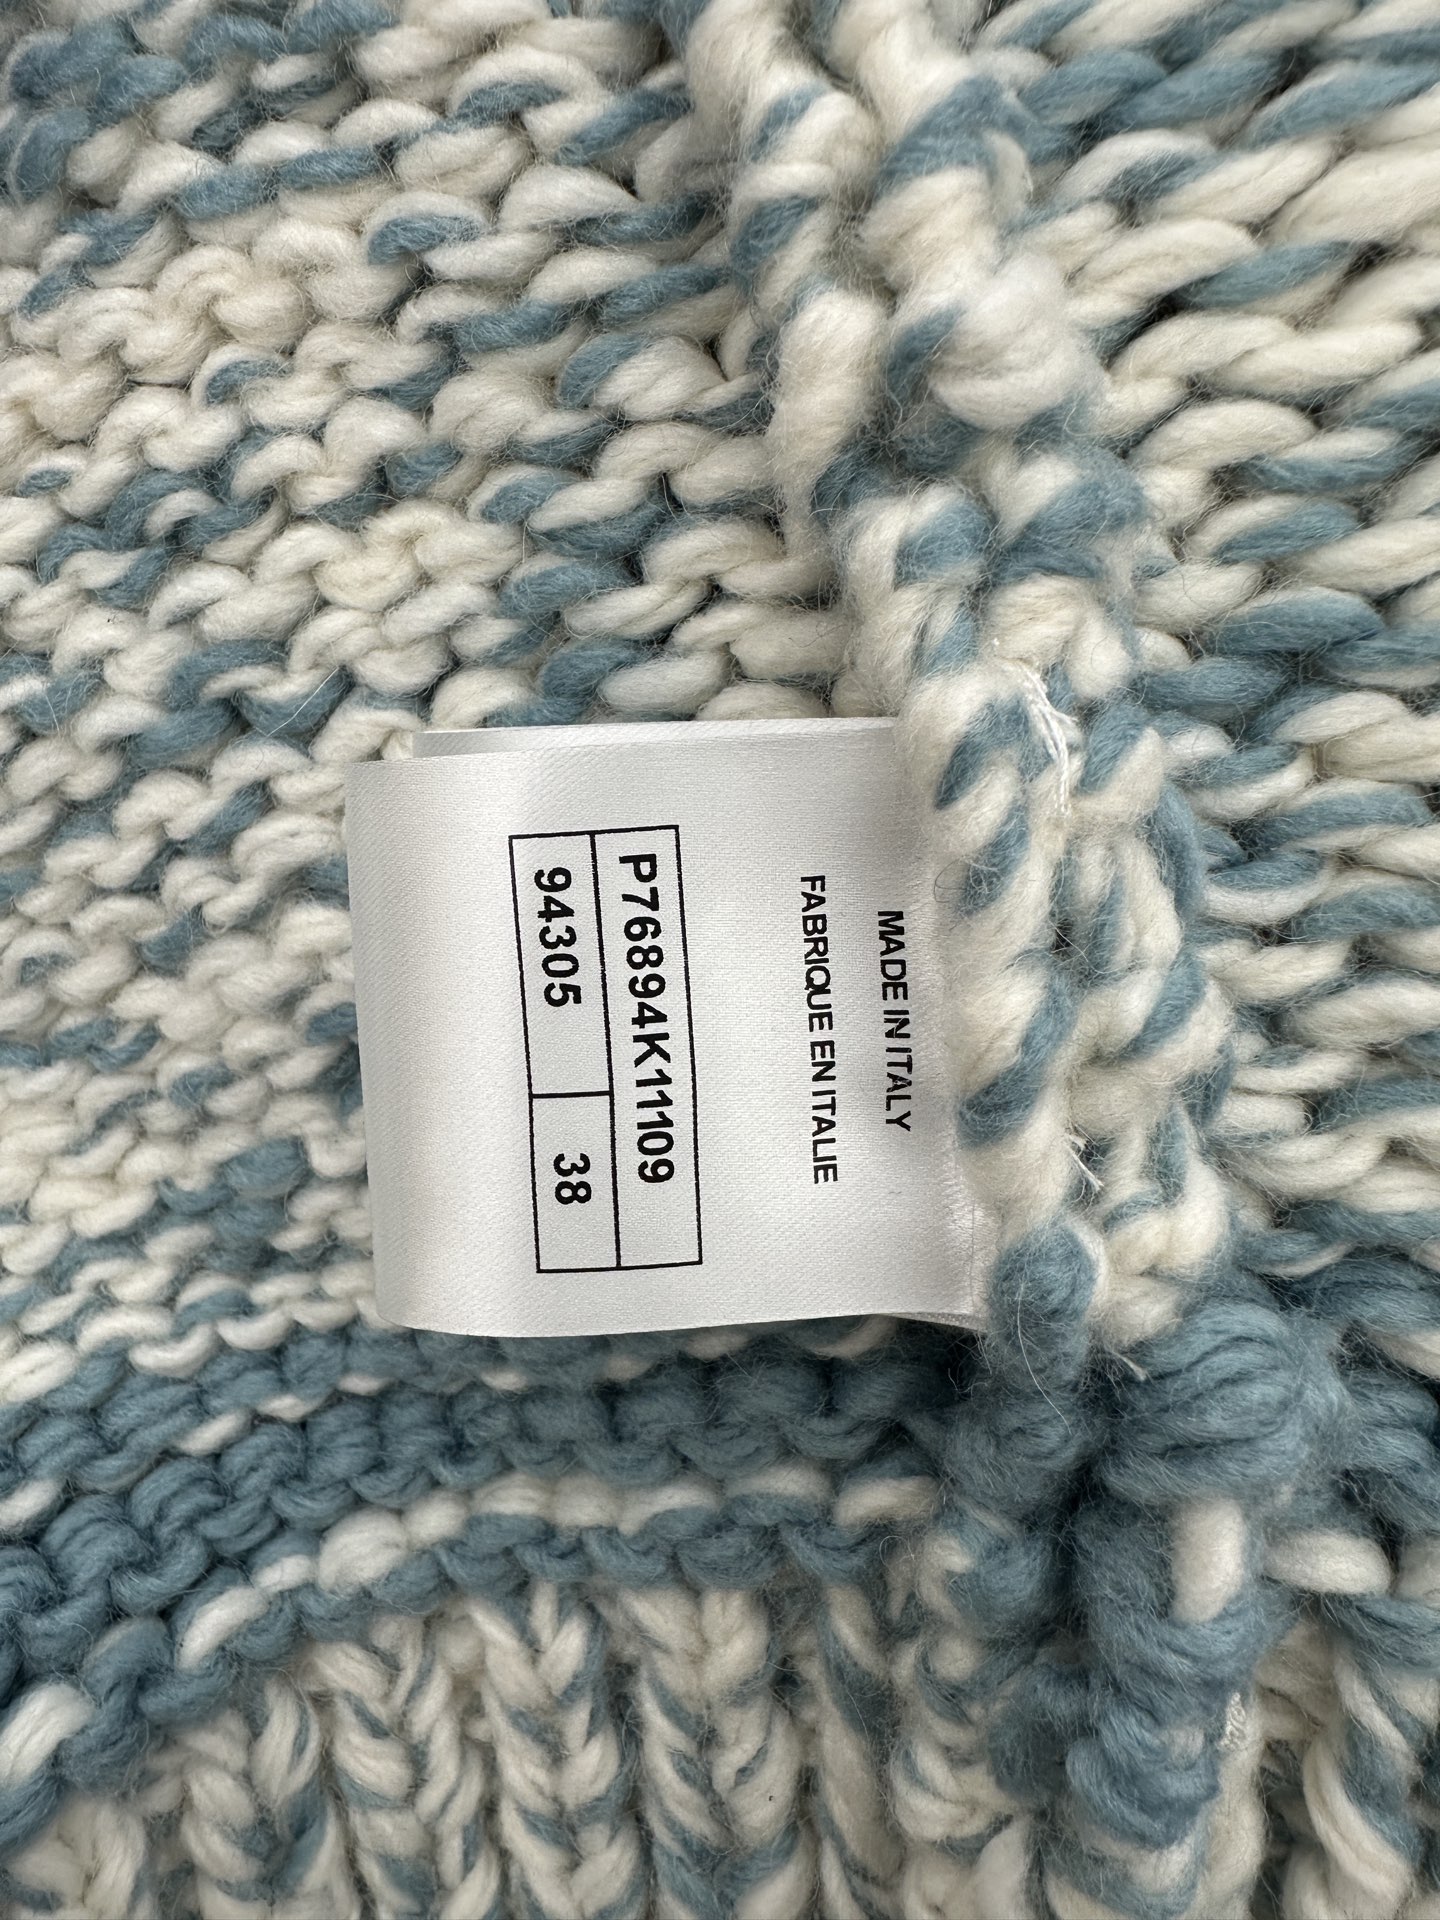 MADE IN ITALY
FABRIQUE EN ITALIE
P76894K11109
94305 38